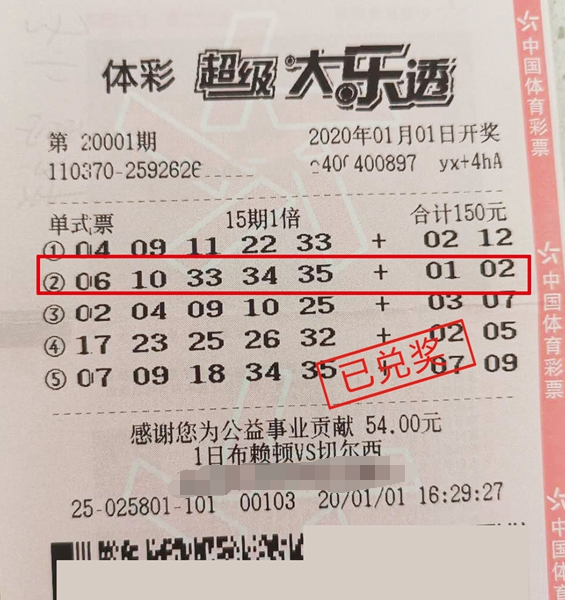 体彩 超级大乐透
第 20001期 2020年01月01日开奖
110370-2592626 400897 yx+4hA
单式票 15期1倍 合计150元
① 04 09 11 22 33 + 02 12
② 06 10 33 34 35 + 01 02
③ 02 04 09 10 25 + 03 07
④ 17 23 25 26 32 + 02 05
⑤ 07 09 18 34 35 + 07 09
已兑奖
感谢您为公益事业贡献 54.00元
1日布赖顿VS切尔西
25-025801-101 00103 20/01/01 16:29:27
中国体育彩票
中国体育彩票
中国体